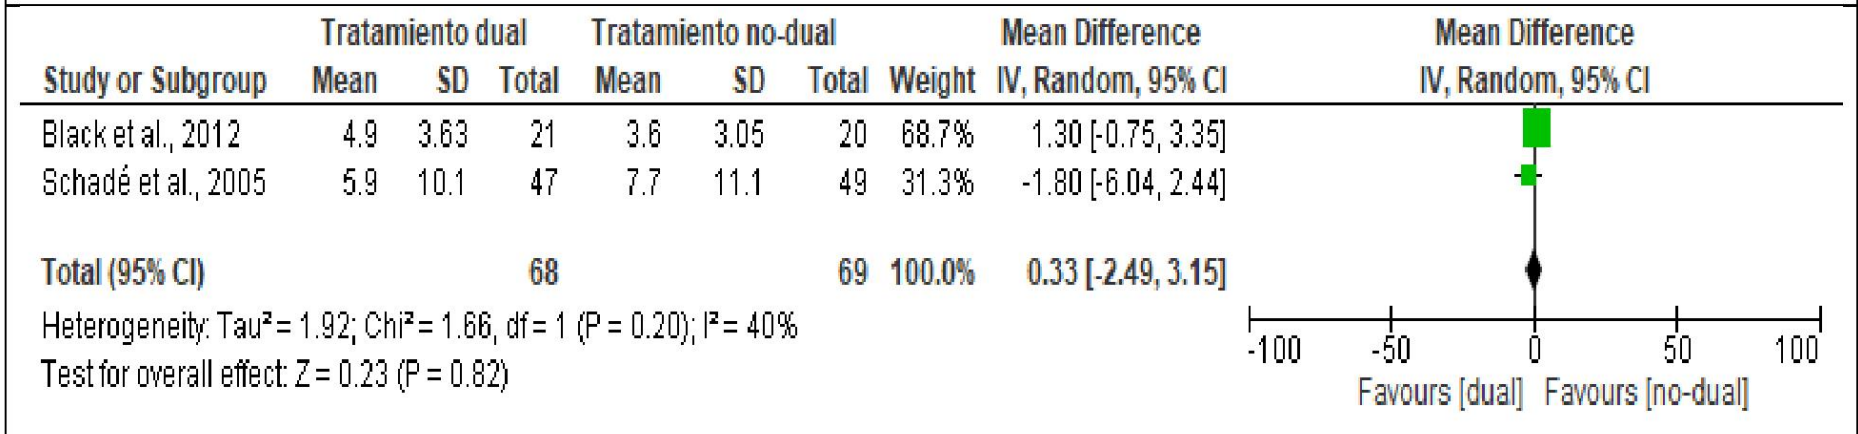 Tratamiento dual Tratamiento no-dual Mean Difference Mean Difference
Study or Subgroup Mean SD Total Mean SD Total Weight IV, Random, 95% CI IV, Random, 95% CI
Black et al., 2012 4.9 3.63 21 3.6 3.05 20 68.7% 1.30 [-0.75, 3.35]
Schadé et al., 2005 5.9 10.1 47 7.7 11.1 49 31.3% -1.80 [-6.04, 2.44]
Total (95% CI) 68 69 100.0% 0.33 [-2.49, 3.15]
Heterogeneity: Tau² = 1.92; Chi² = 1.66, df = 1 (P = 0.20); I² = 40%
-100 -50 0 50 100
Test for overall effect: Z = 0.23 (P = 0.82)
Favours [dual] Favours [no-dual]